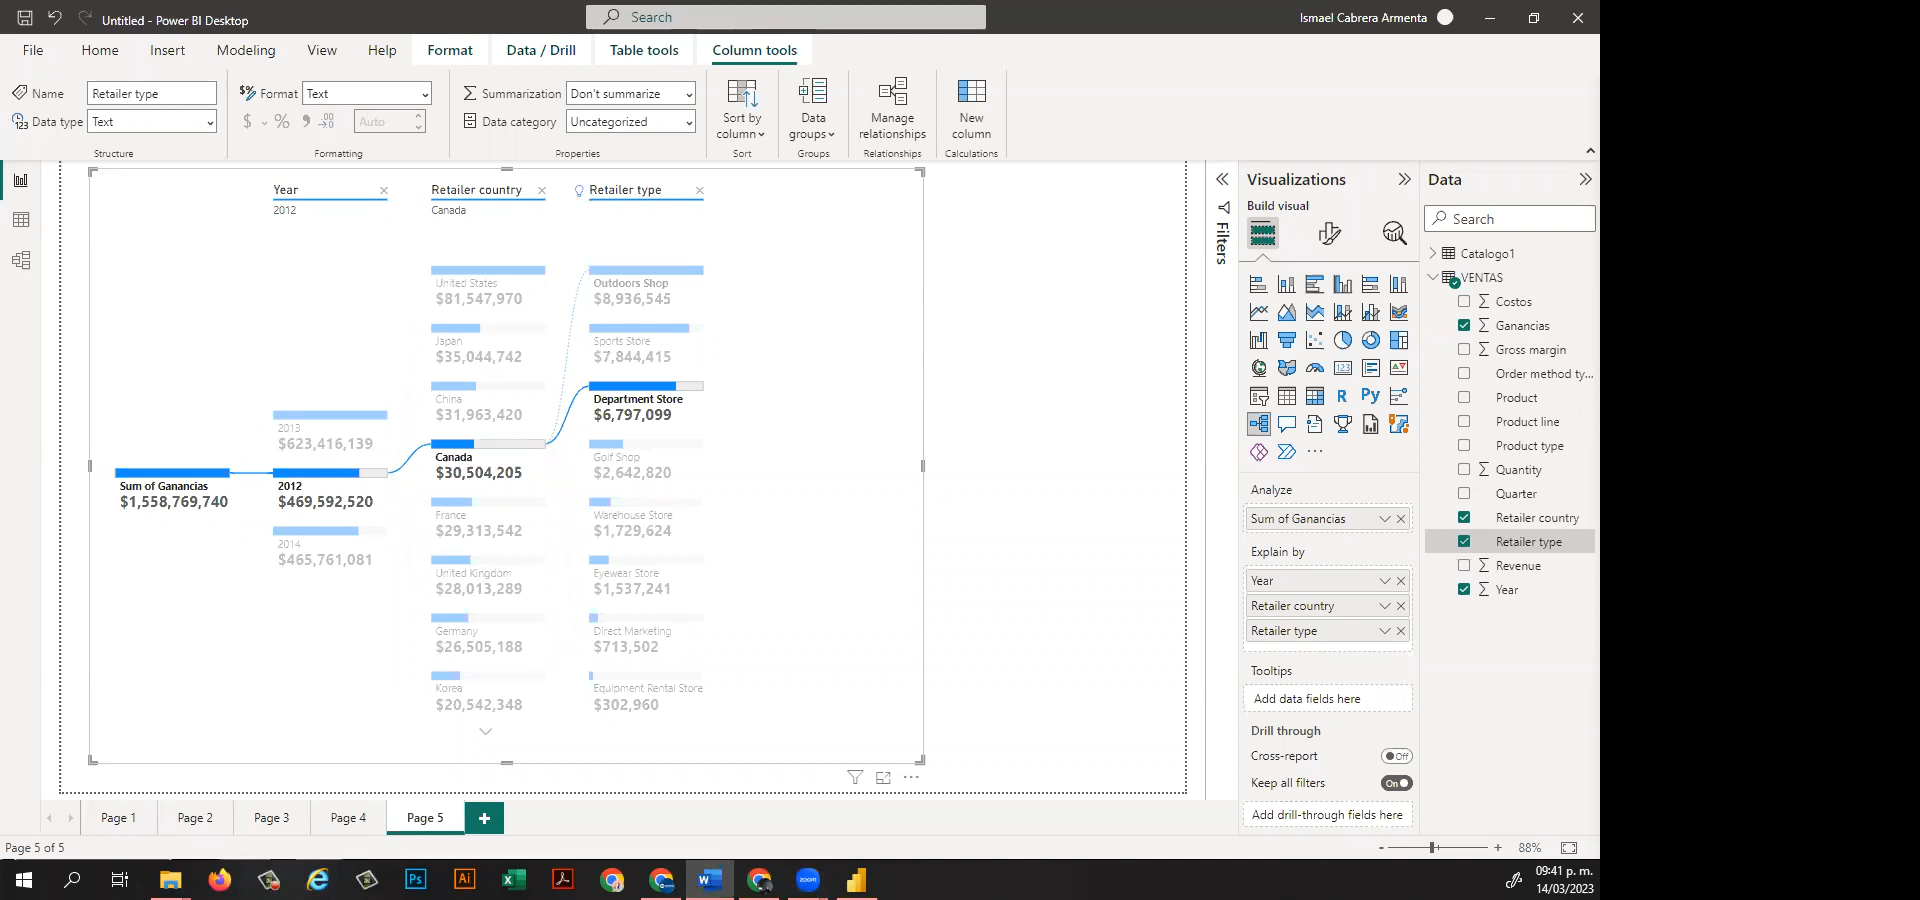 Untitled - Power BI Desktop
Search
Ismael Cabrera Armenta
File Home Insert Modeling View Help Format Data / Drill Table tools Column tools
Name Retailer type
Data type Text
Structure
Format Text
$ % 9 .00 Auto
Formatting
Summarization Don't summarize
Data category Uncategorized
Properties
Sort by
column
Sort
Data
groups
Groups
Manage
relationships
Relationships
New
column
Calculations
Year
2012
Retailer country
Canada
Retailer type
Sum of Ganancias
$1,558,769,740
2013
$623,416,139
2012
$469,592,520
2014
$465,761,081
United States
$81,547,970
Japan
$35,044,742
China
$31,963,420
Canada
$30,504,205
France
$29,313,542
United Kingdom
$28,013,289
Germany
$26,505,188
Korea
$20,542,348
Outdoors Shop
$8,936,545
Sports Store
$7,844,415
Department Store
$6,797,099
Golf Shop
$2,642,820
Warehouse Store
$1,729,624
Eyewear Store
$1,537,241
Direct Marketing
$713,502
Equipment Rental Store
$302,960
Filters
Visualizations
Build visual
123
R
Py
Analyze
Sum of Ganancias
Explain by
Year
Retailer country
Retailer type
Tooltips
Add data fields here
Drill through
Cross-report Off
Keep all filters On
Add drill-through fields here
Data
Search
Catalogo1
VENTAS
Costos
Ganancias
Gross margin
Order method ty...
Product
Product line
Product type
Quantity
Quarter
Retailer country
Retailer type
Revenue
Year
Page 1 Page 2 Page 3 Page 4 Page 5
Page 5 of 5
- + 88%
Ps Ai zoom
09:41 p. m.
14/03/2023